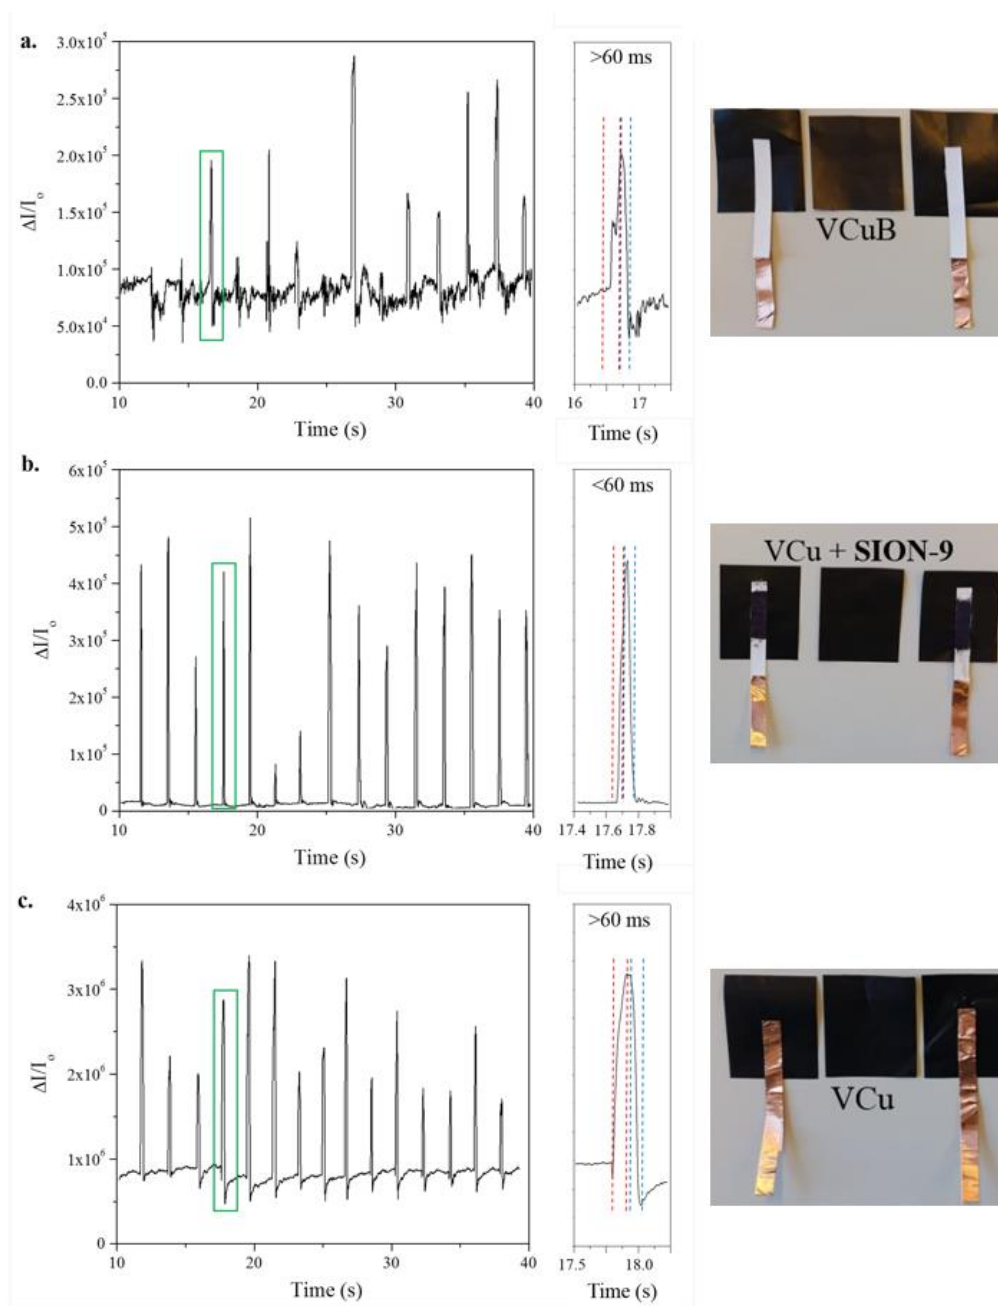 a.
3.0x10⁵
2.5x10⁵
2.0x10⁵
1.5x10⁵
1.0x10⁵
5.0x10⁴
0.0
ΔI/Iₒ
10 20 30 40
Time (s)
>60 ms
16 17
Time (s)
VCuB
b.
6x10⁵
5x10⁵
4x10⁵
3x10⁵
2x10⁵
1x10⁵
0
ΔI/Iₒ
10 20 30 40
Time (s)
<60 ms
17.4 17.6 17.8
Time (s)
VCu + SION-9
c.
4x10⁶
3x10⁶
2x10⁶
1x10⁶
0
ΔI/Iₒ
10 20 30 40
Time (s)
>60 ms
17.5 18.0
Time (s)
VCu